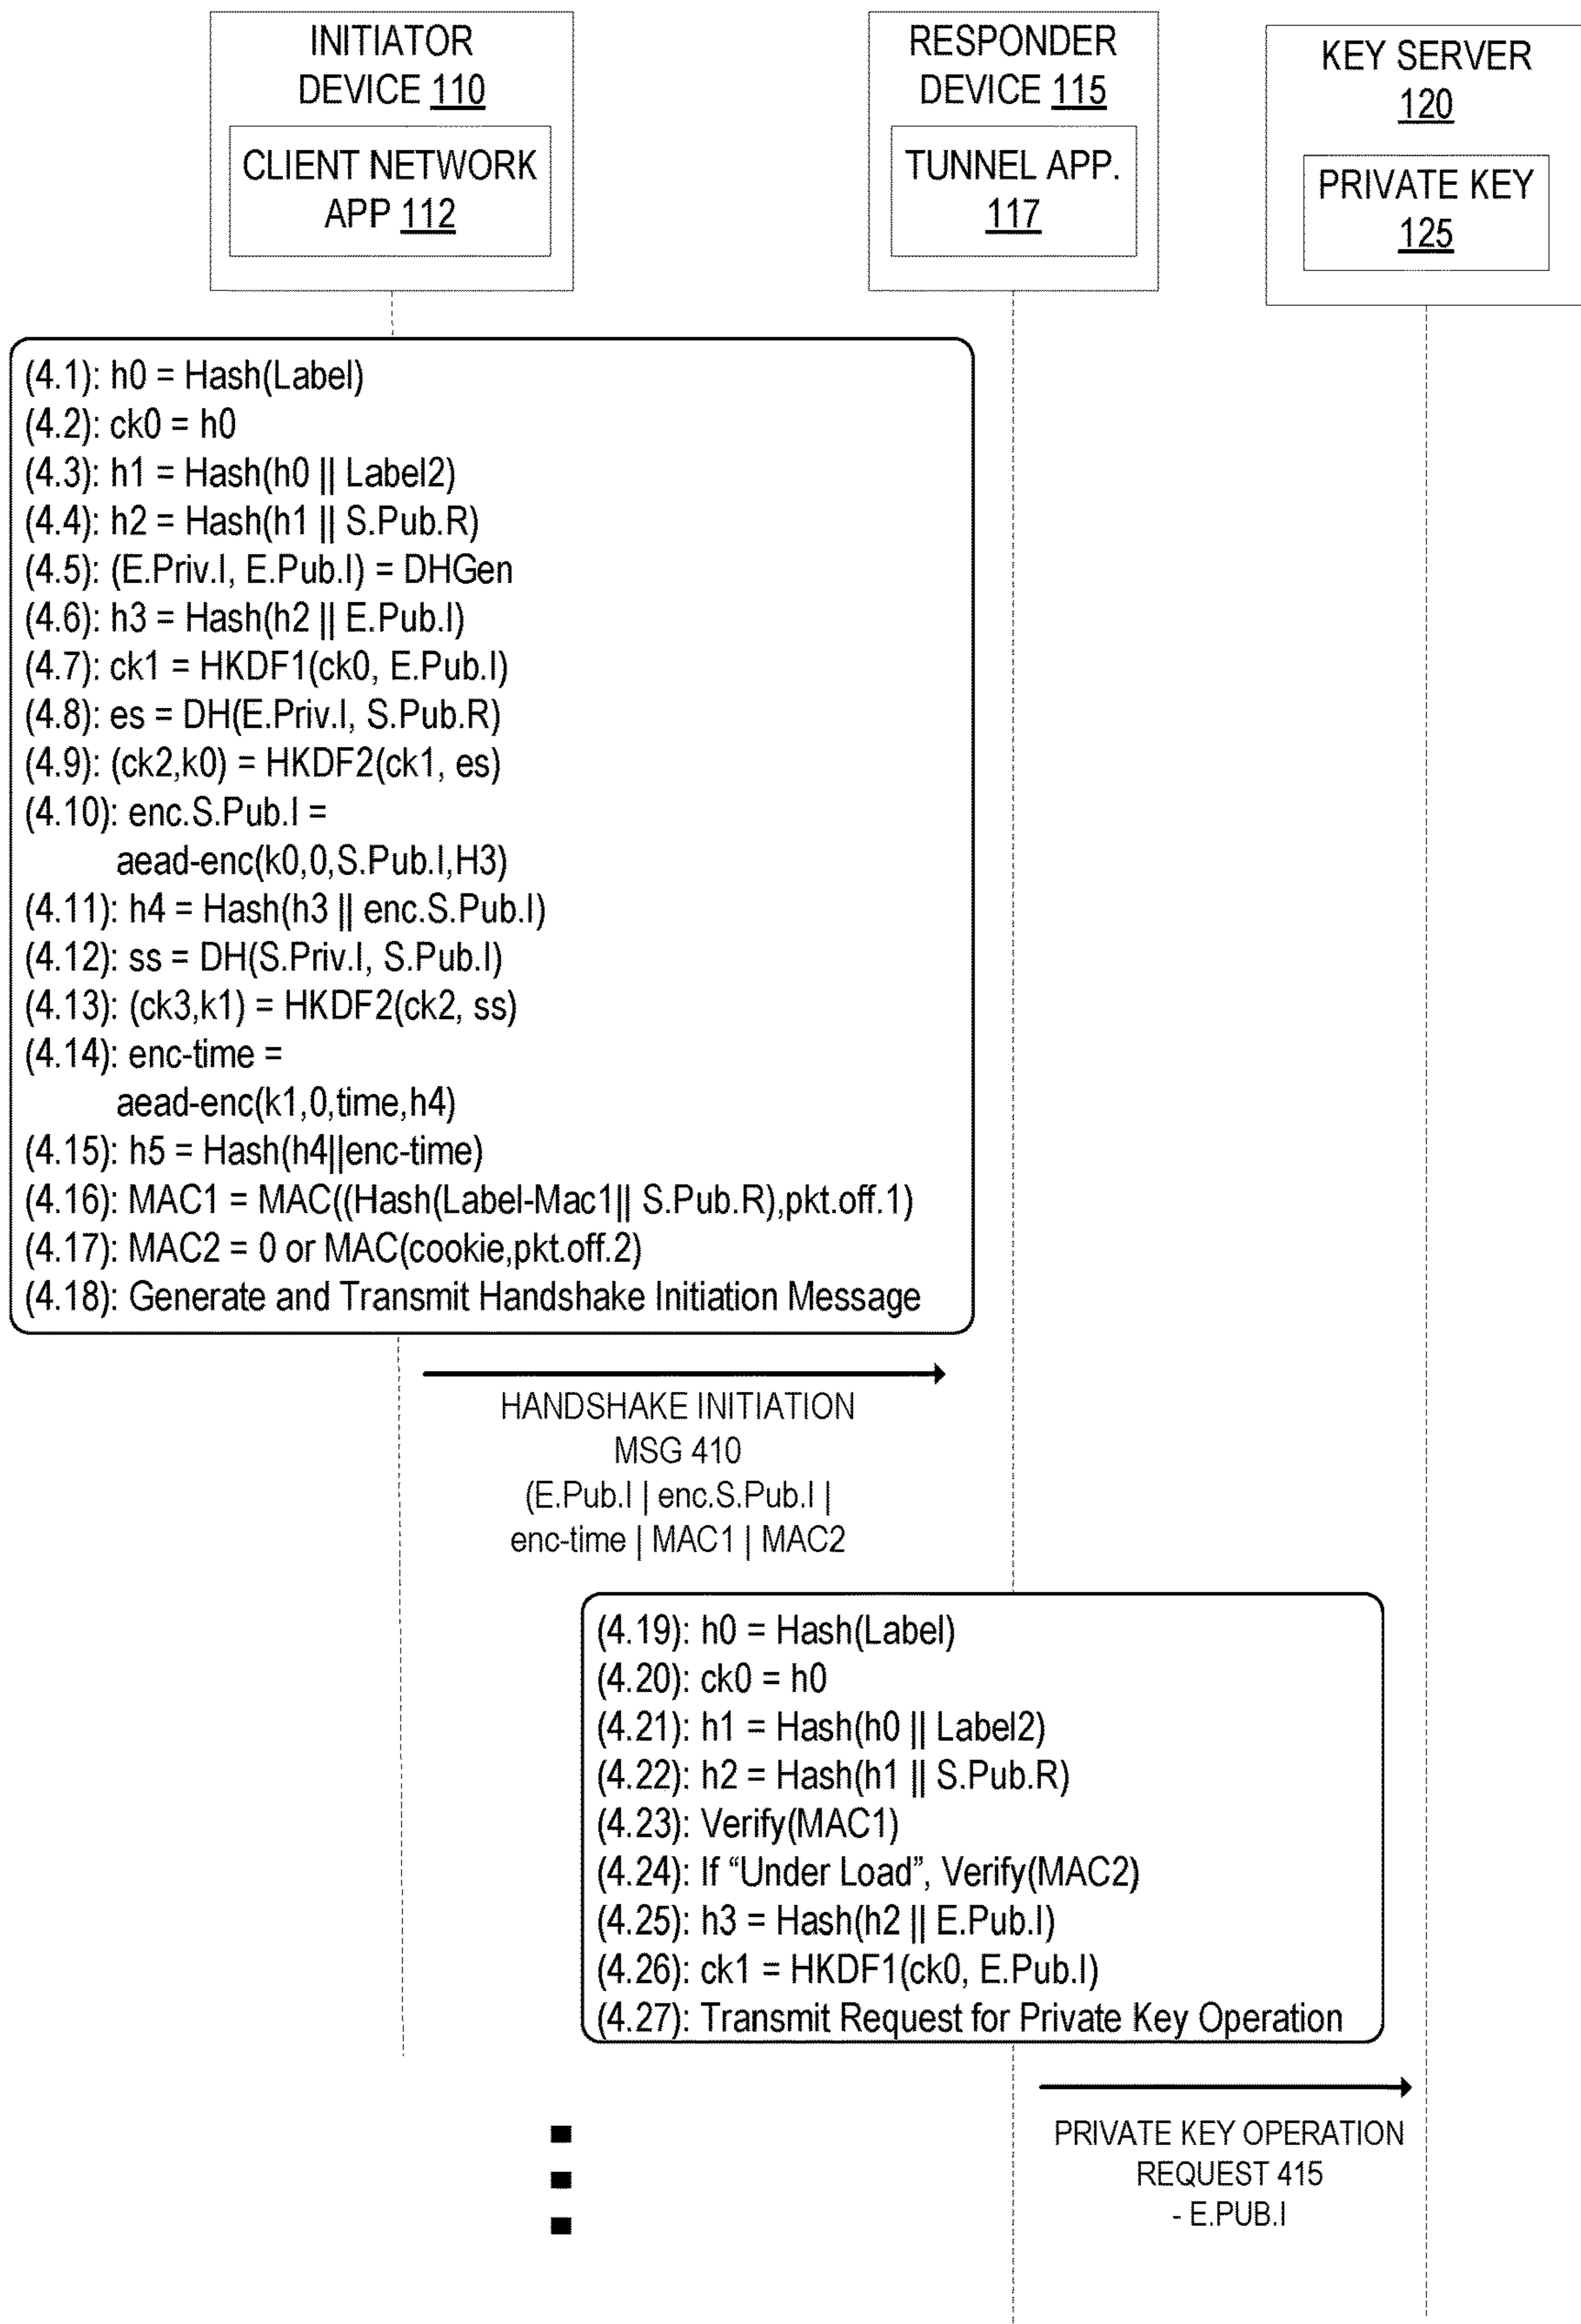 INITIATOR
DEVICE 110
CLIENT NETWORK
APP 112
RESPONDER
DEVICE 115
TUNNEL APP.
117
KEY SERVER
120
PRIVATE KEY
125
(4.1): h0 = Hash(Label)
(4.2): ck0 = h0
(4.3): h1 = Hash(h0 || Label2)
(4.4): h2 = Hash(h1 || S.Pub.R)
(4.5): (E.Priv.I, E.Pub.I) = DHGen
(4.6): h3 = Hash(h2 || E.Pub.I)
(4.7): ck1 = HKDF1(ck0, E.Pub.I)
(4.8): es = DH(E.Priv.I, S.Pub.R)
(4.9): (ck2,k0) = HKDF2(ck1, es)
(4.10): enc.S.Pub.I =
aead-enc(k0,0,S.Pub.I,H3)
(4.11): h4 = Hash(h3 || enc.S.Pub.I)
(4.12): ss = DH(S.Priv.I, S.Pub.I)
(4.13): (ck3,k1) = HKDF2(ck2, ss)
(4.14): enc-time =
aead-enc(k1,0,time,h4)
(4.15): h5 = Hash(h4||enc-time)
(4.16): MAC1 = MAC((Hash(Label-Mac1|| S.Pub.R),pkt.off.1)
(4.17): MAC2 = 0 or MAC(cookie,pkt.off.2)
(4.18): Generate and Transmit Handshake Initiation Message
HANDSHAKE INITIATION
MSG 410
(E.Pub.I | enc.S.Pub.I |
enc-time | MAC1 | MAC2
(4.19): h0 = Hash(Label)
(4.20): ck0 = h0
(4.21): h1 = Hash(h0 || Label2)
(4.22): h2 = Hash(h1 || S.Pub.R)
(4.23): Verify(MAC1)
(4.24): If “Under Load”, Verify(MAC2)
(4.25): h3 = Hash(h2 || E.Pub.I)
(4.26): ck1 = HKDF1(ck0, E.Pub.I)
(4.27): Transmit Request for Private Key Operation
PRIVATE KEY OPERATION
REQUEST 415
- E.PUB.I